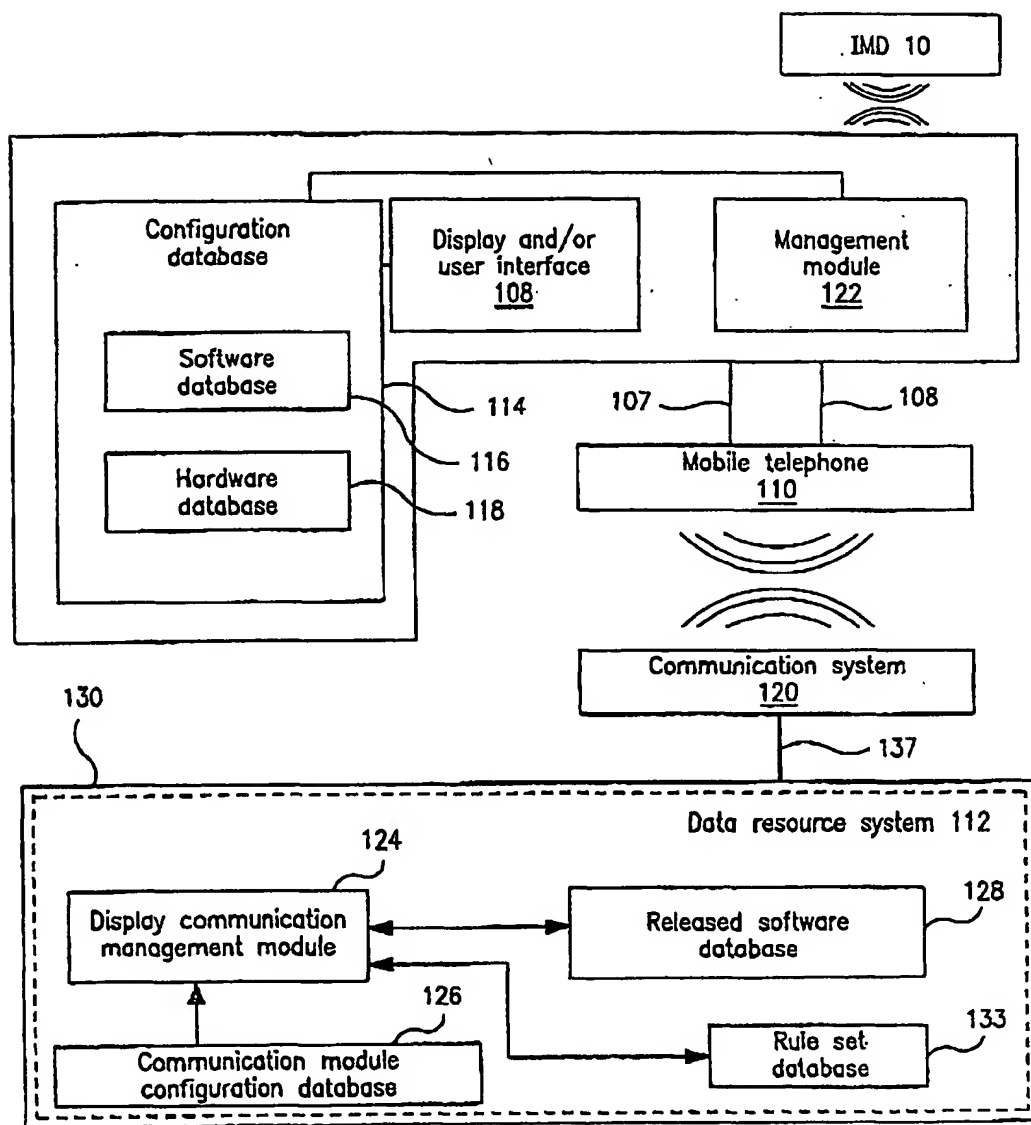 IMD 10
Configuration
database
Display and/or
user interface
108
Management
module
122
Software
database
114
107
108
116
Mobile telephone
110
Hardware
database
118
Communication system
120
130
137
Data resource system 112
124
128
Display communication
management module
Released software
database
126
133
Communication module
configuration database
Rule set
database